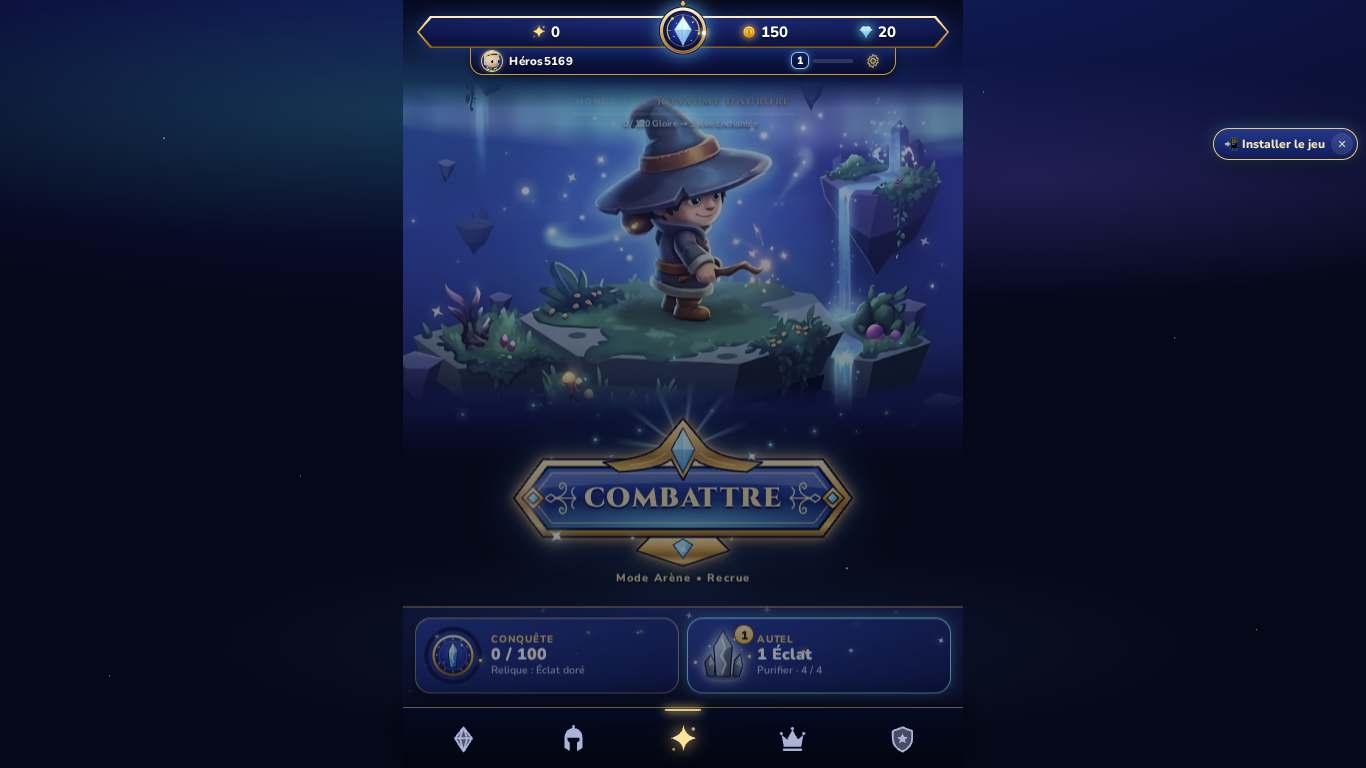 0
150
20
Héros5169
1
Installer le jeu
COMBATTRE
Mode Arène • Recrue
CONQUÊTE
0 / 100
Relique : Éclat doré
1
AUTEL
1 Éclat
Purifier · 4 / 4